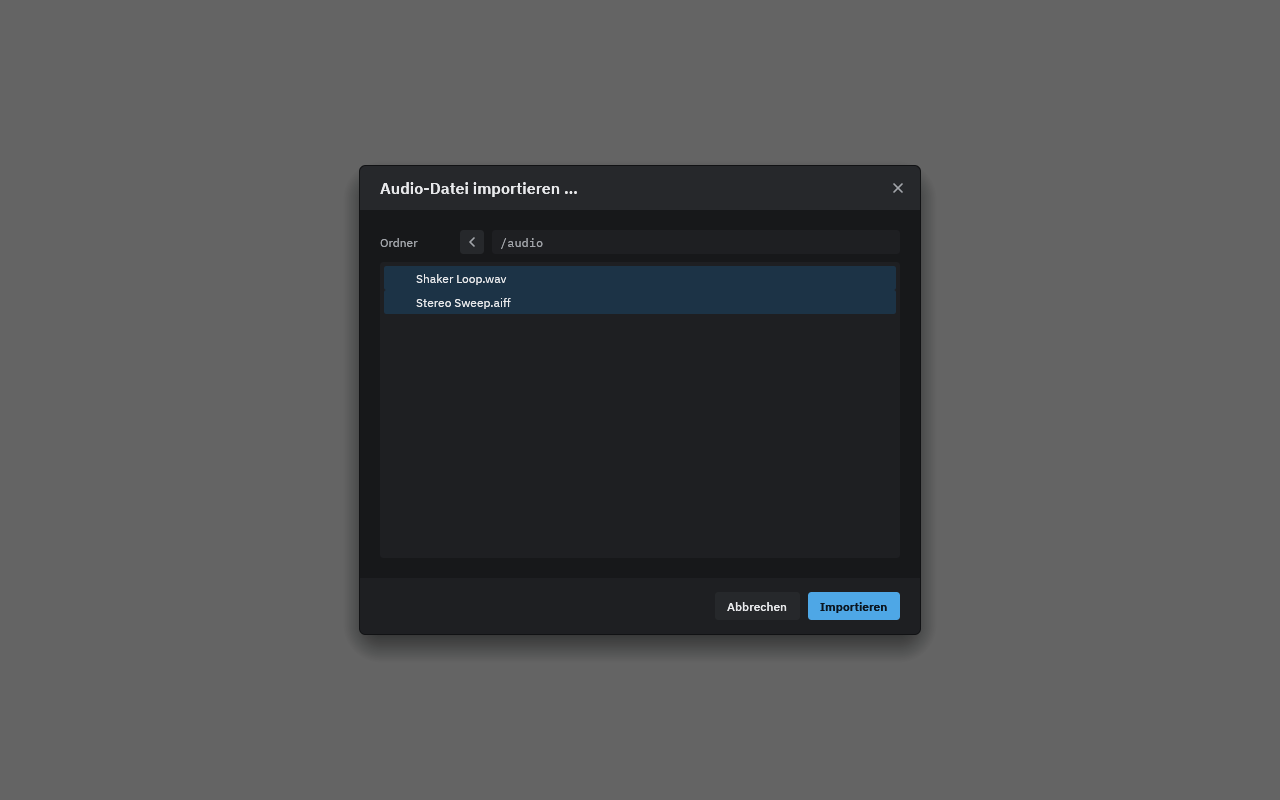 Audio-Datei importieren ...
Ordner
/audio
Shaker Loop.wav
Stereo Sweep.aiff
Abbrechen
Importieren